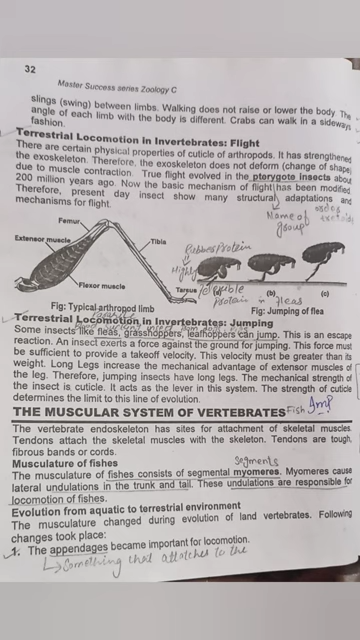 32
Master Success series Zoology C
slings (swing) between limbs. Walking does not raise or lower the body The
angle of each limb with the body is different. Crabs can walk in a sideways
fashion.
Terrestrial Locomotion in Invertebrates: Flight
There are certain physical properties of cuticle of arthropods. It has strengthened
the exoskeleton. Therefore, the exoskeleton does not deform (change of shape)
due to muscle contraction. True flight evolved in the pterygote insects about
200 million years ago. Now the basic mechanism of flight has been modified
Therefore, present day insect show many structural adaptations and
mechanisms for flight.
Name of
group
Femur
Rubber Protein
Extensor muscle
Tibia
Highly
Flexor muscle
Tarsus
flexible
(b)
(c)
Protein in fleas
Fig: Typical arthropod limb
Fig: Jumping of flea
Terrestrial Locomotion in Invertebrates: Jumping
Some insects like fleas, grasshoppers, leafhoppers can jump. This is an escape
reaction. An insect exerts a force against the ground for jumping. This force must
be sufficient to provide a takeoff velocity. This velocity must be greater than its
weight. Long Legs increase the mechanical advantage of extensor muscles of
the leg. Therefore, jumping insects have long legs. The mechanical strength of
the insect is cuticle. It acts as the lever in this system. The strength of cuticle
determines the limit to this line of evolution.
THE MUSCULAR SYSTEM OF VERTEBRATES Fish Imp
The vertebrate endoskeleton has sites for attachment of skeletal muscles.
Tendons attach the skeletal muscles with the skeleton. Tendons are tough,
fibrous bands or cords.
Musculature of fishes
Segments
The musculature of fishes consists of segmental myomeres. Myomeres cause
lateral undulations in the trunk and tail. These undulations are responsible for
locomotion of fishes.
Evolution from aquatic to terrestrial environment
The musculature changed during evolution of land vertebrates. Following
changes took place:
1. The appendages became important for locomotion.
Something that attatches to the